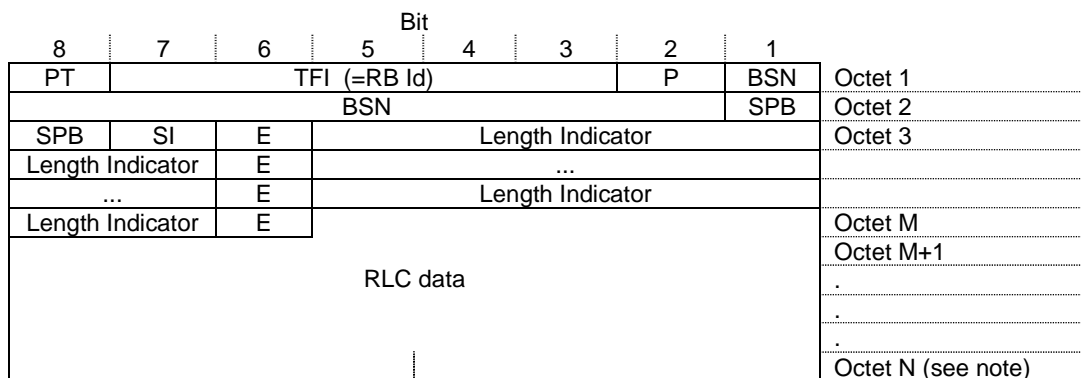 Bit
8 7 6 5 4 3 2 1
PT TFI (=RB Id) P BSN Octet 1
BSN SPB Octet 2
SPB SI E Length Indicator Octet 3
Length Indicator E ...
... E Length Indicator
Length Indicator E Octet M
Octet M+1
RLC data .
.
.
Octet N (see note)